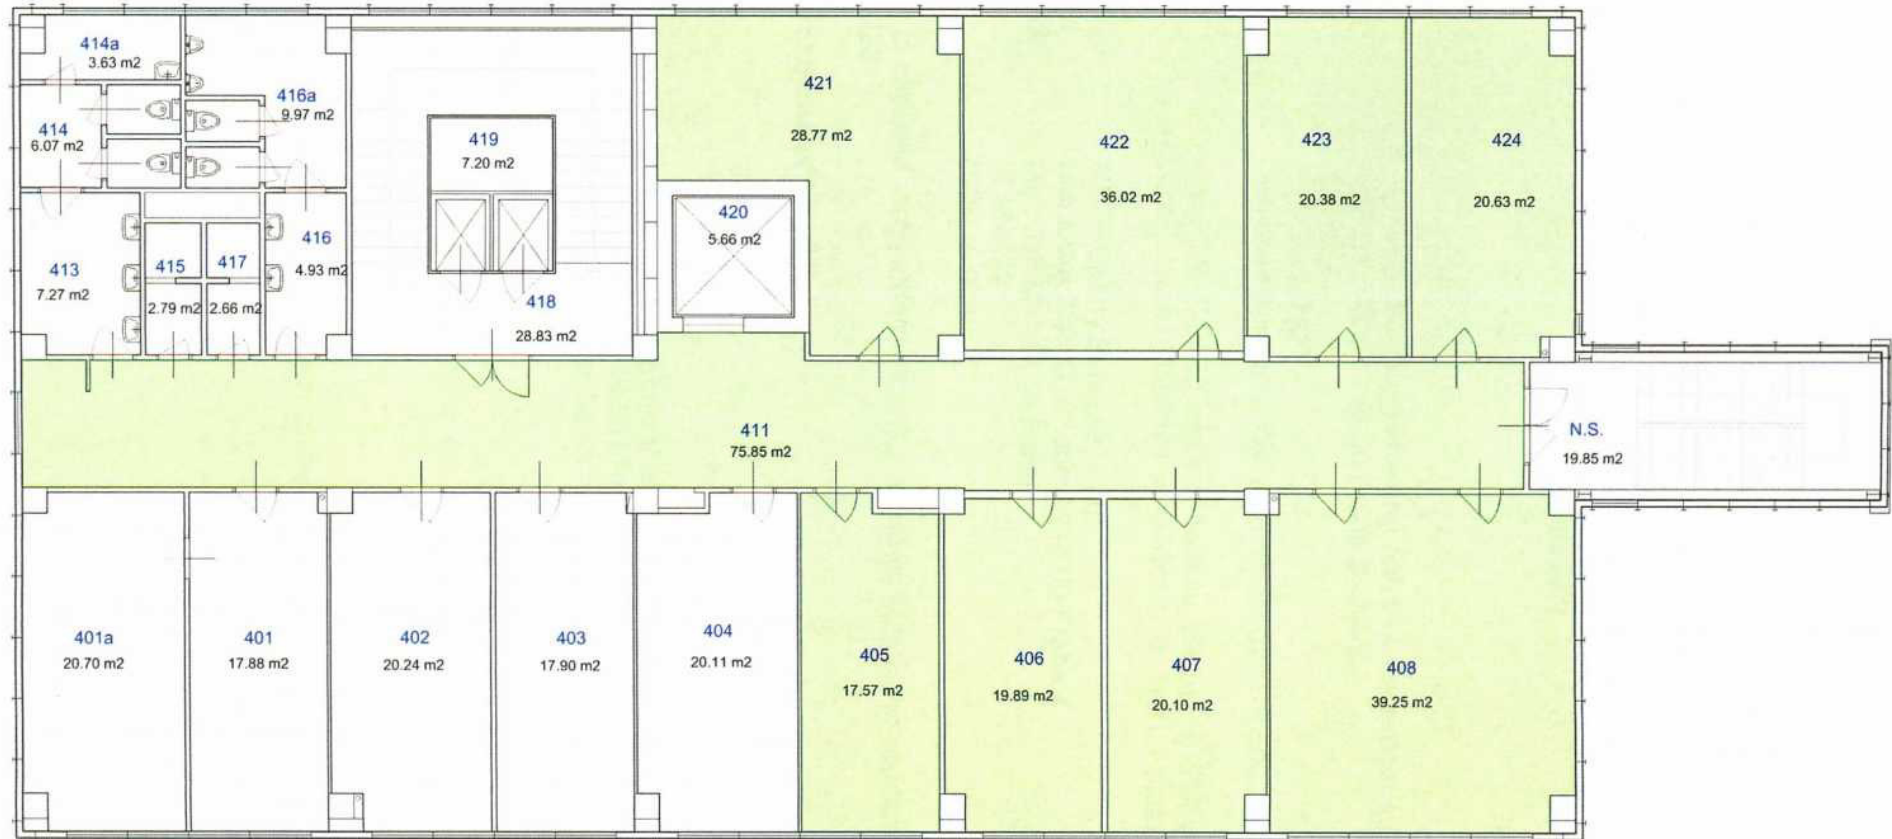 414a
3.63 m2
416a
9.97 m2
414
6.07 m2
413
7.27 m2
415
2.79 m2
417
2.66 m2
416
4.93 m2
419
7.20 m2
418
28.83 m2
420
5.66 m2
421
28.77 m2
422
36.02 m2
423
20.38 m2
424
20.63 m2
411
75.85 m2
N.S.
19.85 m2
401a
20.70 m2
401
17.88 m2
402
20.24 m2
403
17.90 m2
404
20.11 m2
405
17.57 m2
406
19.89 m2
407
20.10 m2
408
39.25 m2